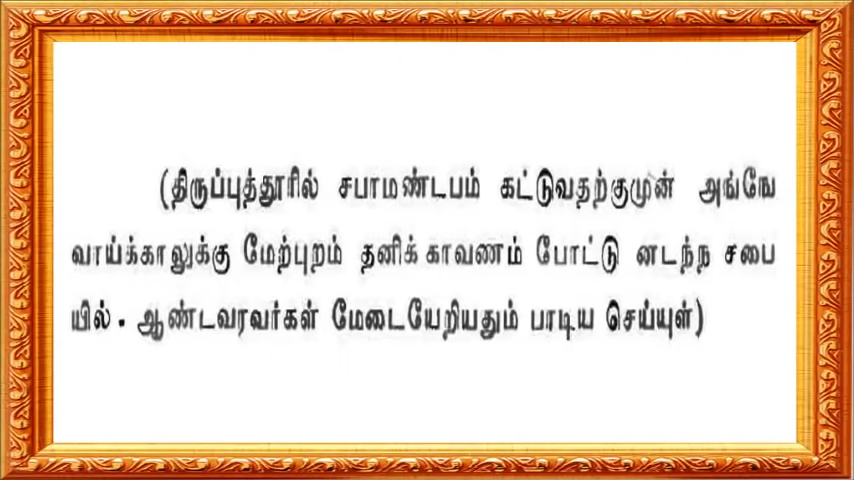 (திருப்புத்தூரில் சபாமண்டபம் கட்டுவதற்குமுன் அங்ஙே
வாய்க்காலுக்கு மேற்புறம் தனிக் காவணம் போட்டு னடந்ந சபை
யில் - ஆண்டவரவர்கள் மேடையேறியதும் பாடிய செய்யுள்)